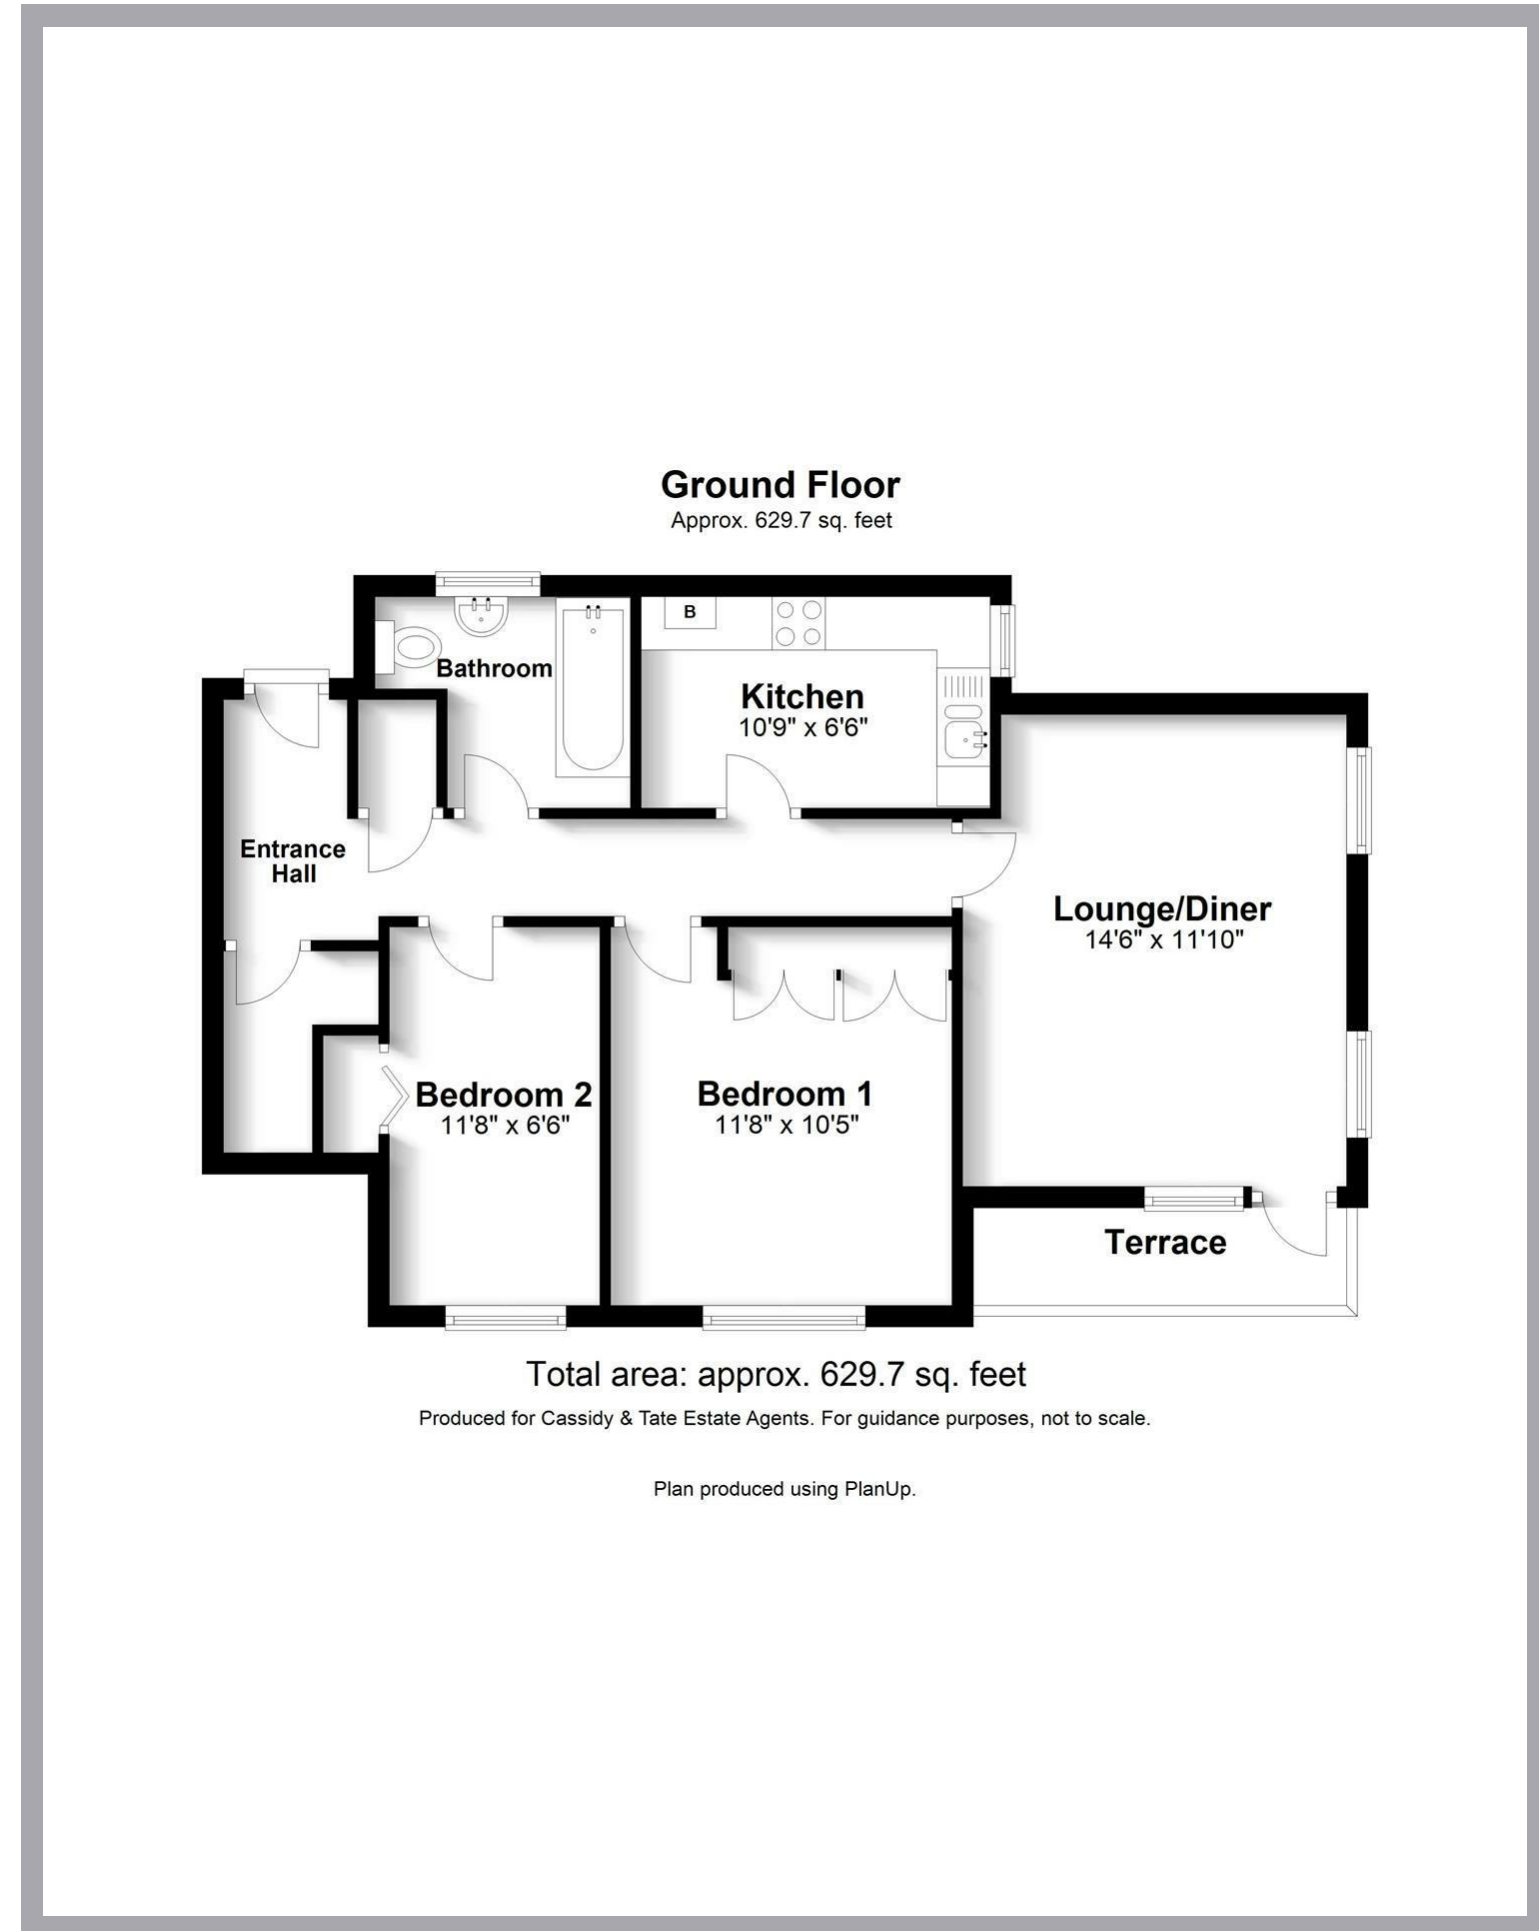 Ground Floor
Approx. 629.7 sq. feet
B
Bathroom
Kitchen
10'9" x 6'6"
Entrance
Hall
Lounge/Diner
14'6" x 11'10"
Bedroom 2
11'8" x 6'6"
Bedroom 1
11'8" x 10'5"
Terrace
Total area: approx. 629.7 sq. feet
Produced for Cassidy & Tate Estate Agents. For guidance purposes, not to scale.
Plan produced using PlanUp.